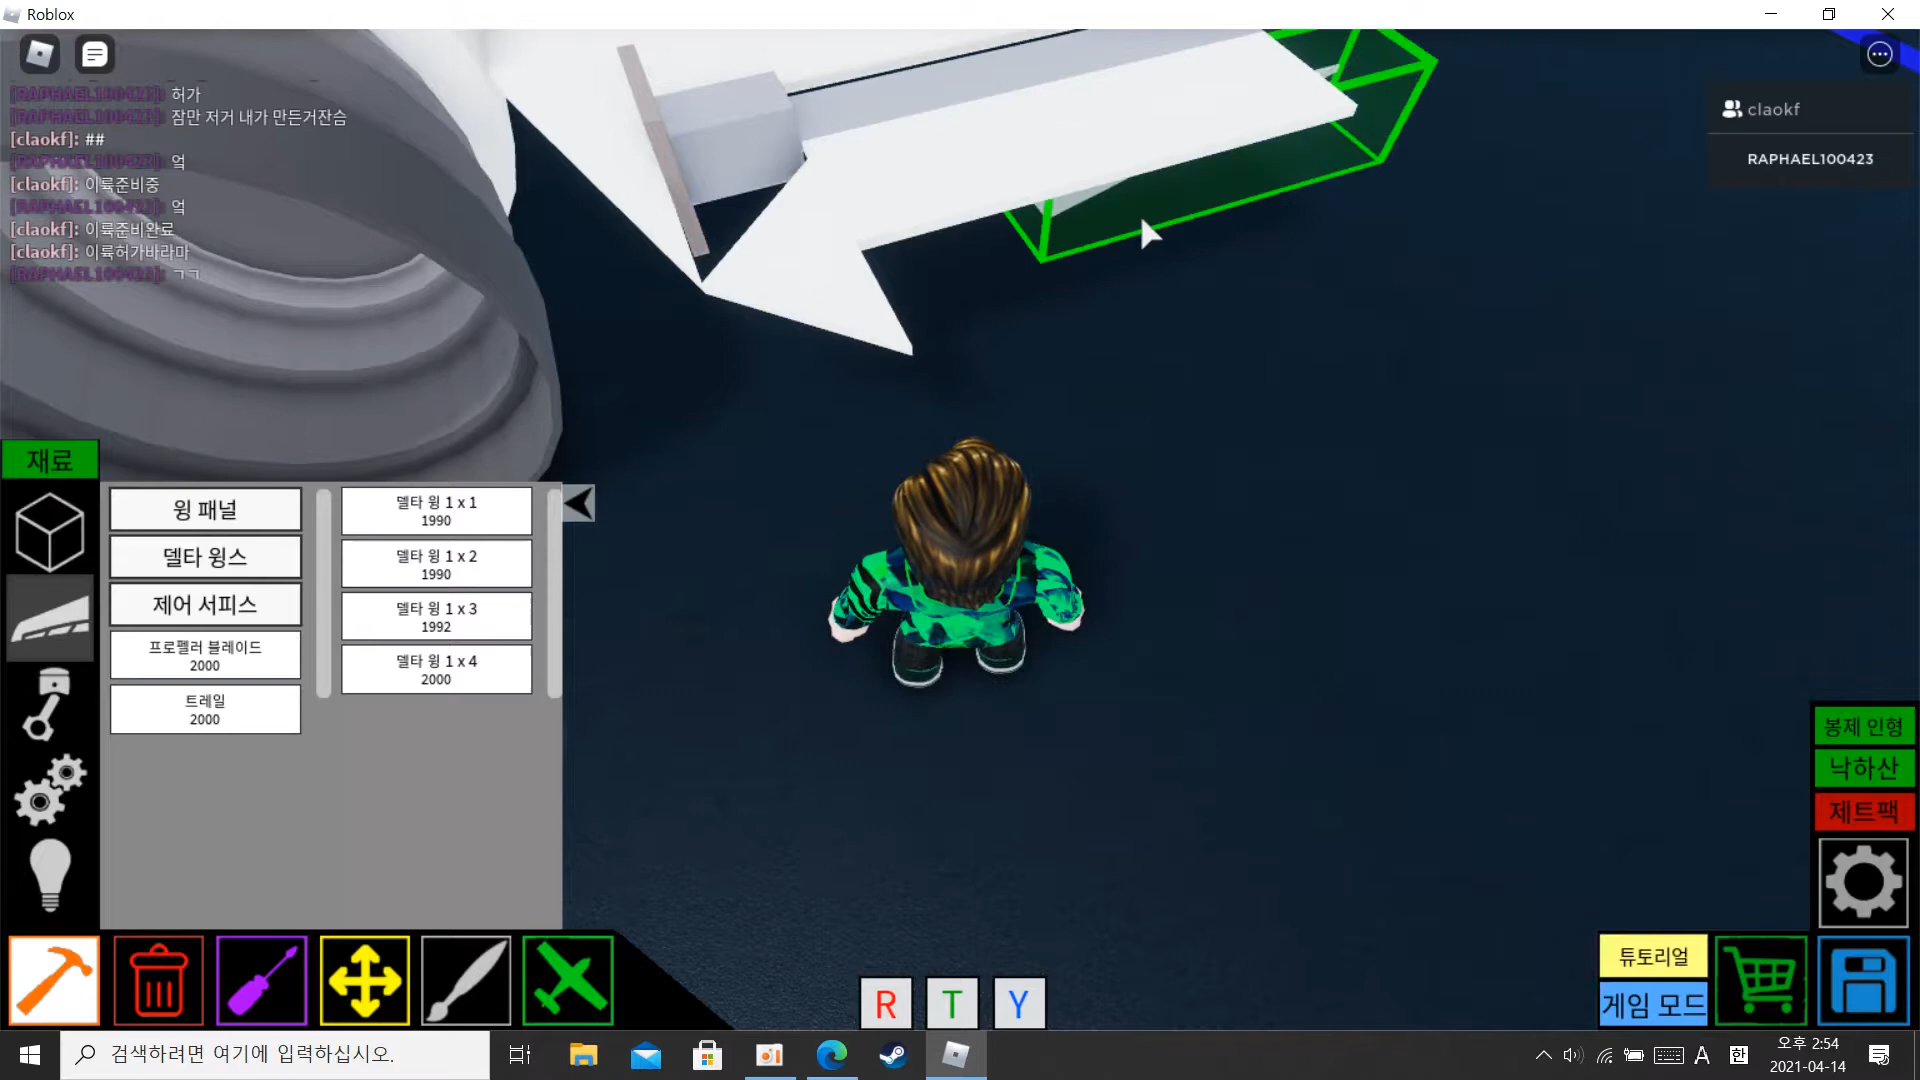 Roblox
[RAPHAEL100423]: 허가
[RAPHAEL100423]: 잠만 저거 내가 만든거잔슴
[claokf]: ##
[RAPHAEL100423]: 엌
[claokf]: 이륙준비중
[RAPHAEL100423]: 엌
[claokf]: 이륙준비완료
[claokf]: 이륙허가바라마
[RAPHAEL100423]: ㄱㄱ
claokf
RAPHAEL100423
재료
윙 패널
델타 윙스
제어 서피스
프로펠러 블레이드
2000
트레일
2000
델타 윙 1 x 1
1990
델타 윙 1 x 2
1990
델타 윙 1 x 3
1992
델타 윙 1 x 4
2000
봉제 인형
낙하산
제트팩
튜토리얼
게임 모드
R T Y
검색하려면 여기에 입력하십시오.
A 한
오후 2:54
2021-04-14